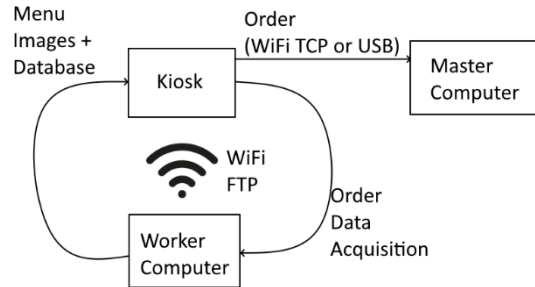 Menu
Images +
Database
Order
(WiFi TCP or USB)
Kiosk
Master
Computer
WiFi
FTP
Order
Data
Acquisition
Worker
Computer